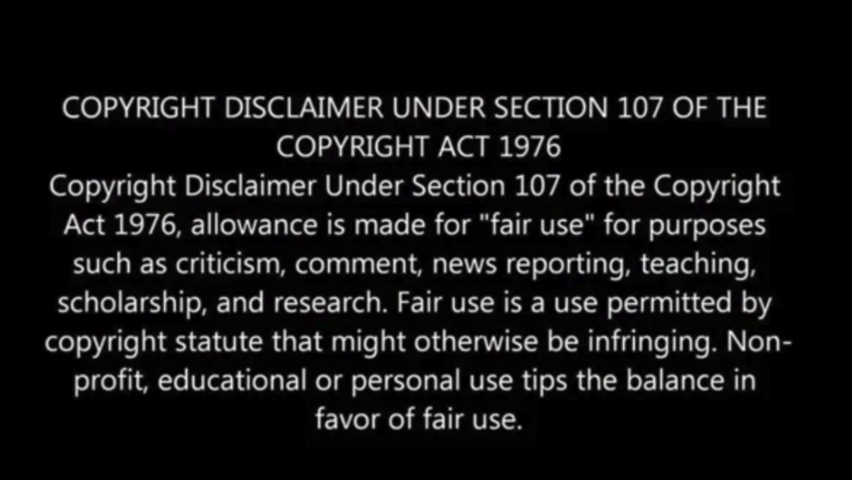 COPYRIGHT DISCLAIMER UNDER SECTION 107 OF THE
COPYRIGHT ACT 1976
Copyright Disclaimer Under Section 107 of the Copyright
Act 1976, allowance is made for "fair use" for purposes
such as criticism, comment, news reporting, teaching,
scholarship, and research. Fair use is a use permitted by
copyright statute that might otherwise be infringing. Non-
profit, educational or personal use tips the balance in
favor of fair use.